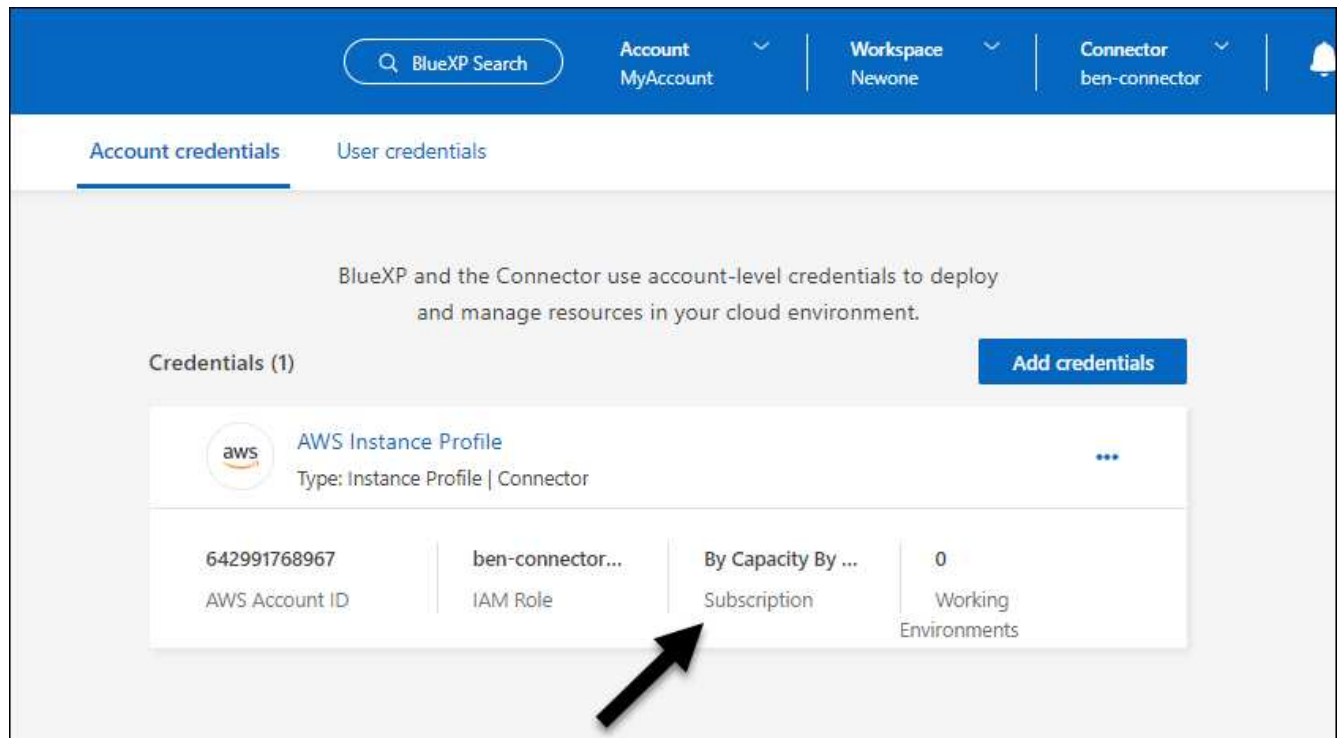 BlueXP Search
Account
MyAccount
Workspace
Newone
Connector
ben-connector
Account credentials
User credentials
BlueXP and the Connector use account-level credentials to deploy
and manage resources in your cloud environment.
Credentials (1)
Add credentials
aws
AWS Instance Profile
Type: Instance Profile | Connector
642991768967
AWS Account ID
ben-connector...
IAM Role
By Capacity By ...
Subscription
0
Working
Environments